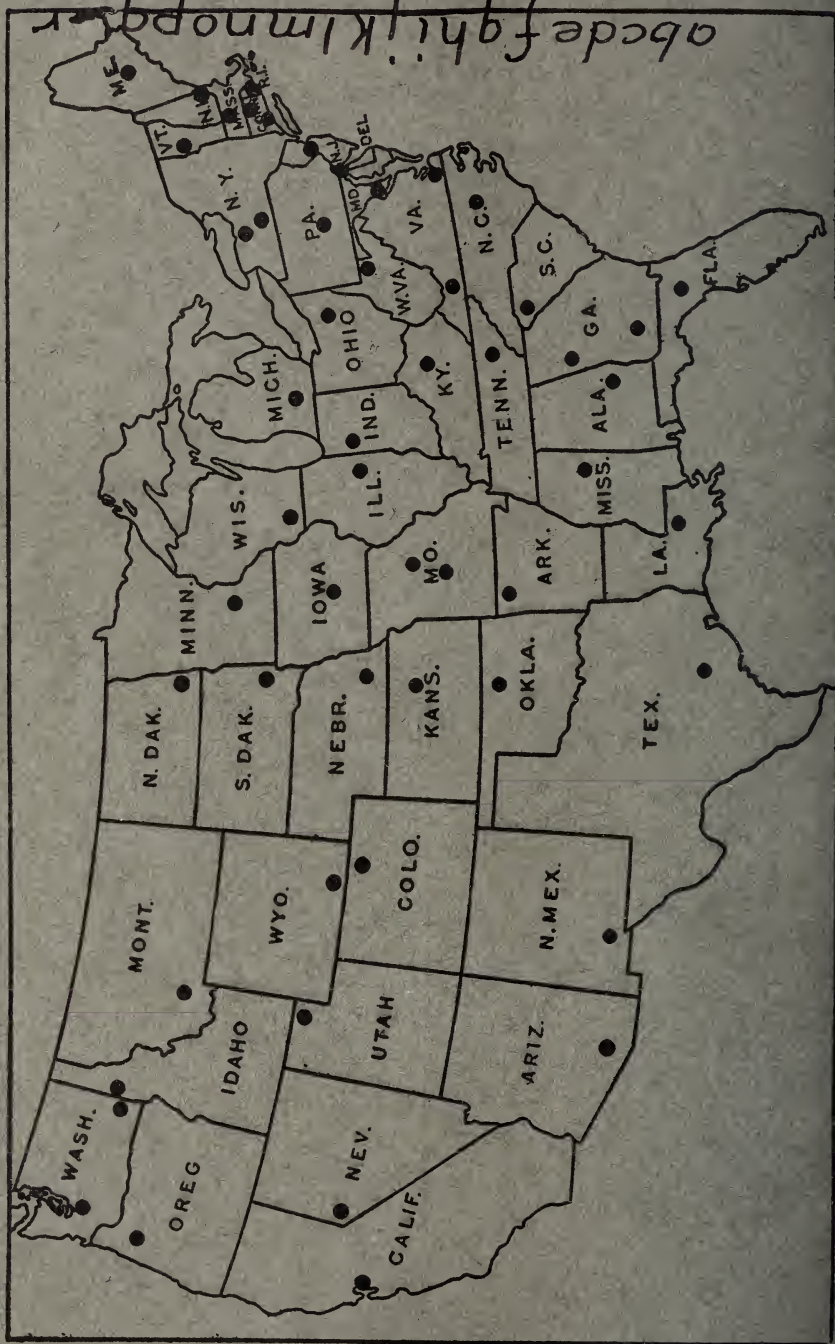 abcdefghijklmnopqr
ME.
VT.
N.H.
MASS.
CONN.
R.I.
N.Y.
PA.
N.J.
DEL
MD.
VA.
W.VA.
N.C.
S.C.
GA.
FLA.
OHIO
MICH.
IND.
KY.
TENN.
ALA.
MISS.
WIS.
ILL.
MINN.
IOWA
MO.
ARK.
LA.
N. DAK.
S. DAK.
NEBR.
KANS.
OKLA.
TEX.
MONT.
WYO.
COLO.
N.MEX.
IDAHO
UTAH
ARIZ.
WASH.
OREG
NEV.
CALIF.